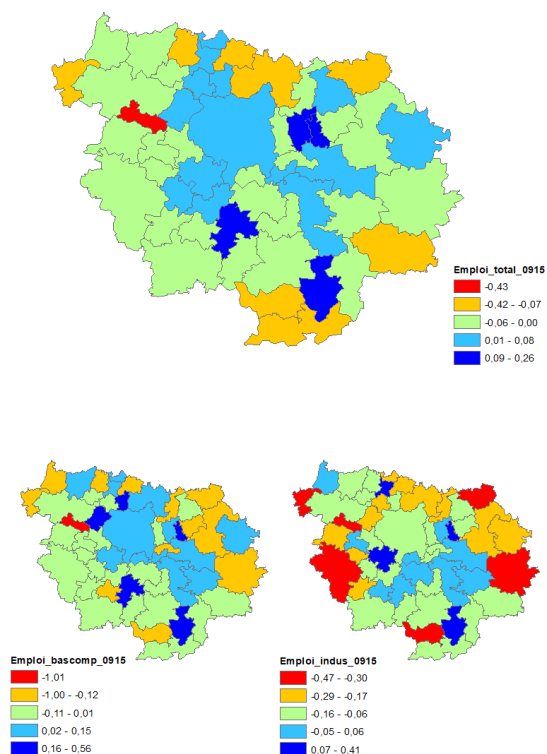 Emploi_total_0915
-0,43
-0,42 - -0,07
-0,06 - 0,00
0,01 - 0,08
0,09 - 0,26
Emploi_bascomp_0915
-1,01
-1,00 - -0,12
-0,11 - 0,01
0,02 - 0,15
0,16 - 0,56
Emploi_indus_0915
-0,47 - -0,30
-0,29 - -0,17
-0,16 - -0,06
-0,05 - 0,06
0,07 - 0,41